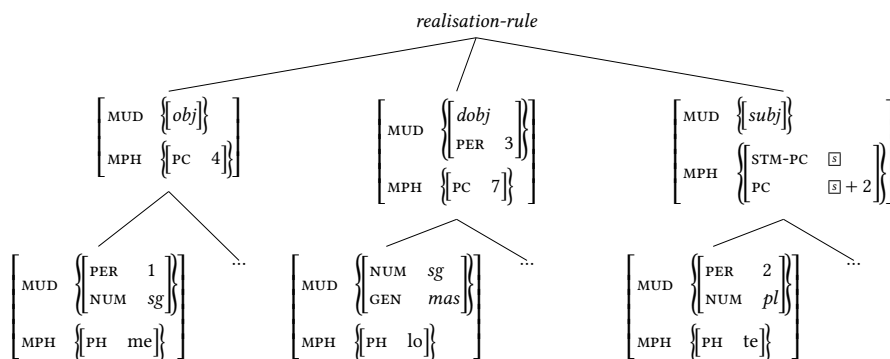 realisation-rule
MUD {[obj]}
MPH {[PC 4]}
MUD {[dobj
PER 3]}
MPH {[PC 7]}
MUD {[subj]}
MPH {[STM-PC s
PC s + 2]}
MUD {[PER 1
NUM sg]}
MPH {[PH me]}
...
MUD {[NUM sg
GEN mas]}
MPH {[PH lo]}
...
MUD {[PER 2
NUM pl]}
MPH {[PH te]}
...